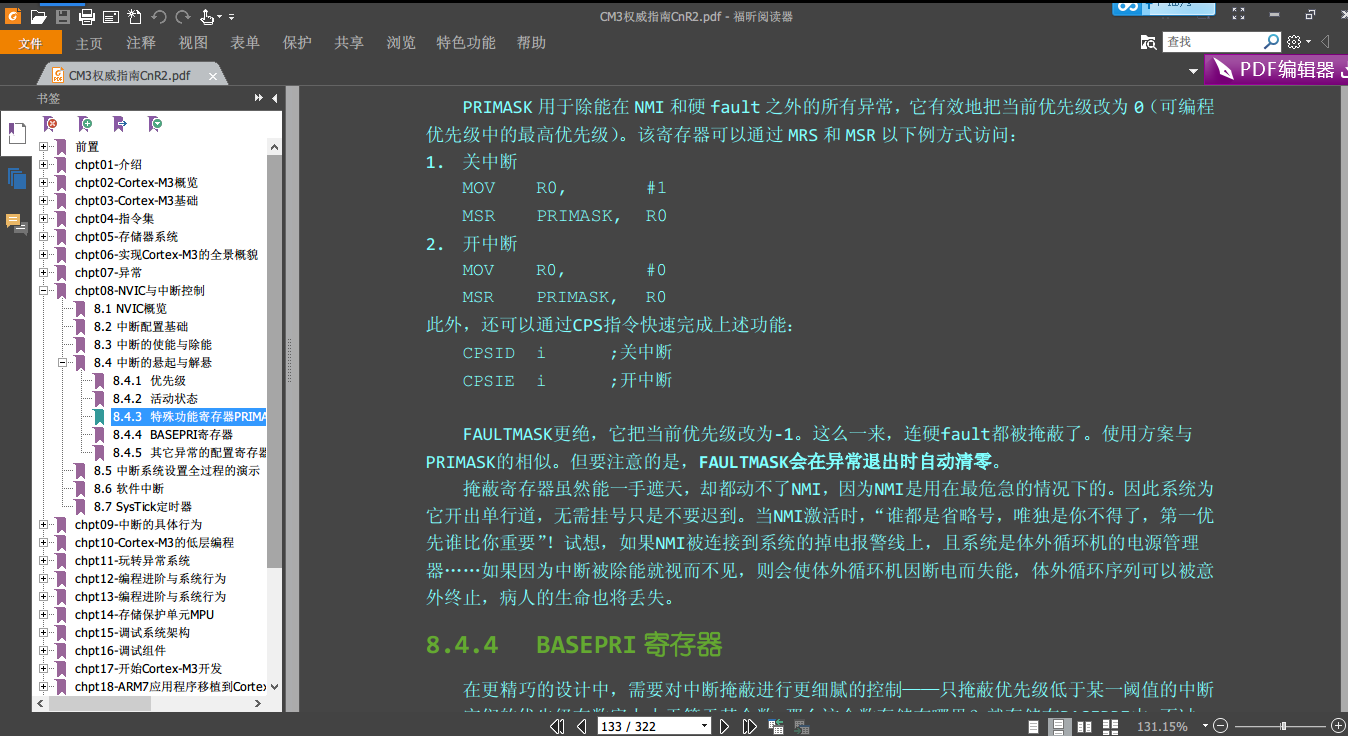 CM3权威指南CnR2.pdf - 福昕阅读器
文件 主页 注释 视图 表单 保护 共享 浏览 特色功能 帮助
查找
CM3权威指南CnR2.pdf
PDF编辑器
书签
前置
chpt01-介绍
chpt02-Cortex-M3概览
chpt03-Cortex-M3基础
chpt04-指令集
chpt05-存储器系统
chpt06-实现Cortex-M3的全景概貌
chpt07-异常
chpt08-NVIC与中断控制
8.1 NVIC概览
8.2 中断配置基础
8.3 中断的使能与除能
8.4 中断的悬起与解悬
8.4.1 优先级
8.4.2 活动状态
8.4.3 特殊功能寄存器PRIMA
8.4.4 BASEPRI寄存器
8.4.5 其它异常的配置寄存器
8.5 中断系统设置全过程的演示
8.6 软件中断
8.7 SysTick定时器
chpt09-中断的具体行为
chpt10-Cortex-M3的低层编程
chpt11-玩转异常系统
chpt12-编程进阶与系统行为
chpt13-编程进阶与系统行为
chpt14-存储保护单元MPU
chpt15-调试系统架构
chpt16-调试组件
chpt17-开始Cortex-M3开发
chpt18-ARM7应用程序移植到Cortex
PRIMASK 用于除能在 NMI 和硬 fault 之外的所有异常，它有效地把当前优先级改为 0（可编程
优先级中的最高优先级）。该寄存器可以通过 MRS 和 MSR 以下例方式访问：
1. 关中断
MOV R0, #1
MSR PRIMASK, R0
2. 开中断
MOV R0, #0
MSR PRIMASK, R0
此外，还可以通过CPS指令快速完成上述功能：
CPSID i ;关中断
CPSIE i ;开中断
FAULTMASK更绝，它把当前优先级改为-1。这么一来，连硬fault都被掩蔽了。使用方案与
PRIMASK的相似。但要注意的是，FAULTMASK会在异常退出时自动清零。
掩蔽寄存器虽然能一手遮天，却都动不了NMI，因为NMI是用在最危急的情况下的。因此系统为
它开出单行道，无需挂号只是不要迟到。当NMI激活时，“谁都是省略号，唯独是你不得了，第一优
先谁比你重要”！试想，如果NMI被连接到系统的掉电报警线上，且系统是体外循环机的电源管理
器……如果因为中断被除能就视而不见，则会使体外循环机因断电而失能，体外循环序列可以被意
外终止，病人的生命也将丢失。
8.4.4 BASEPRI 寄存器
在更精巧的设计中，需要对中断掩蔽进行更细腻的控制——只掩蔽优先级低于某一阈值的中断
133 / 322
131.15%